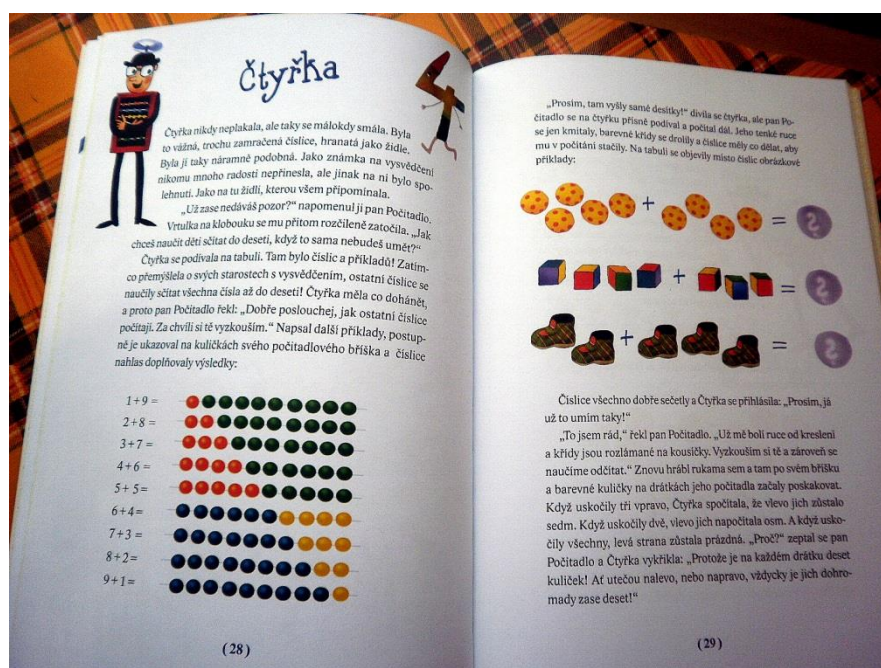 Čtyřka
Čtyřka nikdy neplakala, ale taky se málokdy smála. Byla
to vážná, trochu zamračená číslice, hranatá jako židle.
Byla jí taky náramně podobná. Jako známka na vysvědčení
nikomu mnoho radosti nepřinesla, ale jinak na ni bylo spo-
lehnutí. Jako na tu židli, kterou všem připomínala.
„Už zase nedáváš pozor?“ napomenul ji pan Počitadlo.
Vrtulka na klobouku se mu přitom rozčileně zatočila. „Jak
chceš naučit děti sčítat do deseti, když to sama nebudeš umět?“
Čtyřka se podívala na tabuli. Tam bylo číslic a příkladů! Zatím-
co přemýšlela o svých starostech s vysvědčením, ostatní číslice se
naučily sčítat všechna čísla až do deseti! Čtyřka měla co dohánět,
a proto pan Počitadlo řekl: „Dobře poslouchej, jak ostatní číslice
počítají. Za chvíli si tě vyzkouším.“ Napsal další příklady, postup-
ně je ukazoval na kuličkách svého počitadlového bříška a číslice
nahlas doplňovaly výsledky:
1+9=
2+8=
3+7=
4+6=
5+5=
6+4=
7+3=
8+2=
9+1=
(28)
„Prosím, tam vyšly samé desítky!“ divila se čtyřka, ale pan Po-
čitadlo se na čtyřku přísně podíval a počítal dál. Jeho tenké ruce
se jen kmitaly, barevné křídy se drolily a číslice měly co dělat, aby
mu v počítání stačily. Na tabuli se objevily místo číslic obrázkové
příklady:
+ = ?
+ = ?
+ = ?
Číslice všechno dobře sečetly a Čtyřka se přihlásila: „Prosím, já
už to umím taky!“
„To jsem rád,“ řekl pan Počitadlo. „Už mě bolí ruce od kreslení
a křídy jsou rozlámané na kousíčky. Vyzkouším si tě a zároveň se
naučíme odčítat.“ Znovu hrábl rukama sem a tam po svém bříšku
a barevné kuličky na drátkách jeho počitadla začaly poskakovat.
Když uskočily tři vpravo, Čtyřka spočítala, že vlevo jich zůstalo
sedm. Když uskočily dvě, vlevo jich napočítala osm. A když usko-
čily všechny, levá strana zůstala prázdná. „Proč?“ zeptal se pan
Počitadlo a Čtyřka vykřikla: „Protože je na každém drátku deset
kuliček! Ať utečou nalevo, nebo napravo, vždycky je jich dohro-
mady zase deset!“
(29)